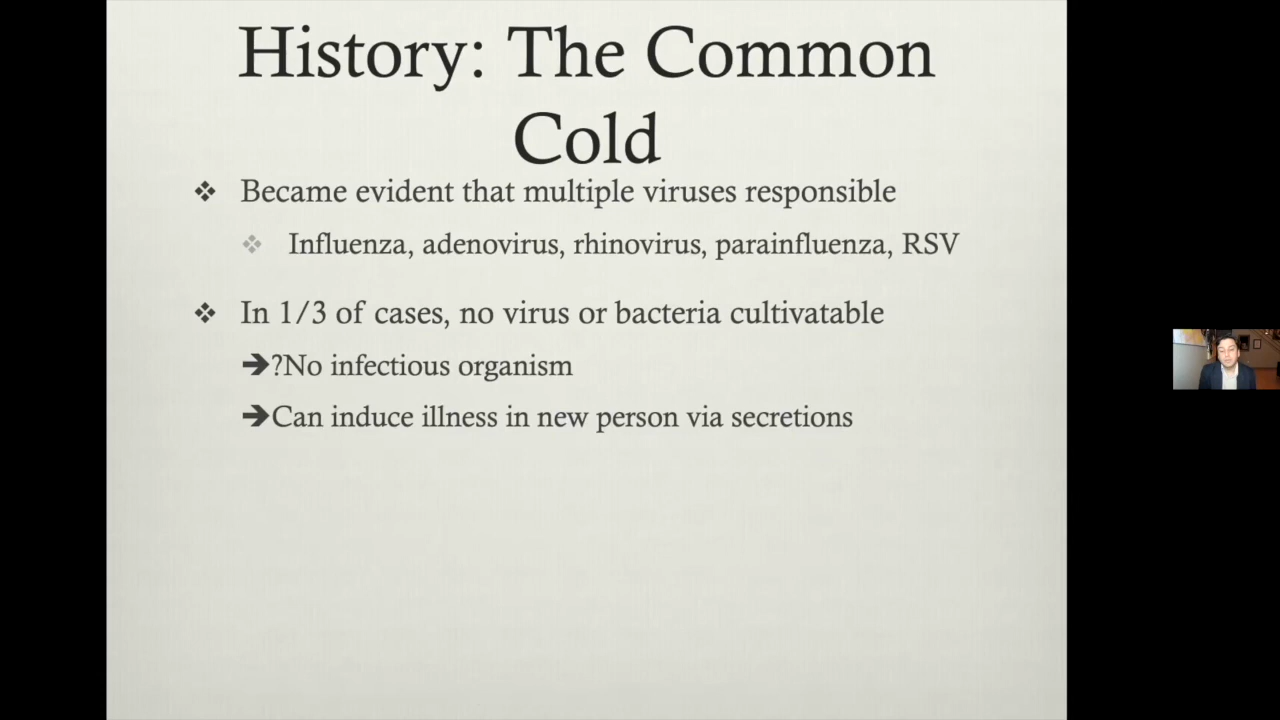 History: The Common
Cold
❖ Became evident that multiple viruses responsible
❖ Influenza, adenovirus, rhinovirus, parainfluenza, RSV
❖ In 1/3 of cases, no virus or bacteria cultivatable
➔?No infectious organism
➔Can induce illness in new person via secretions